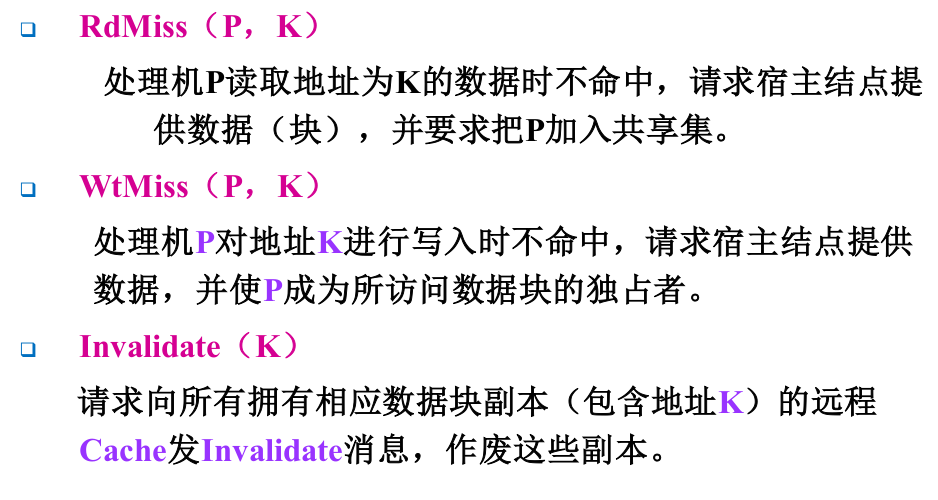 RdMiss（P，K）
处理机P读取地址为K的数据时不命中，请求宿主结点提
供数据（块），并要求把P加入共享集。
WtMiss（P，K）
处理机P对地址K进行写入时不命中，请求宿主结点提供
数据，并使P成为所访问数据块的独占者。
Invalidate（K）
请求向所有拥有相应数据块副本（包含地址K）的远程
Cache发Invalidate消息，作废这些副本。